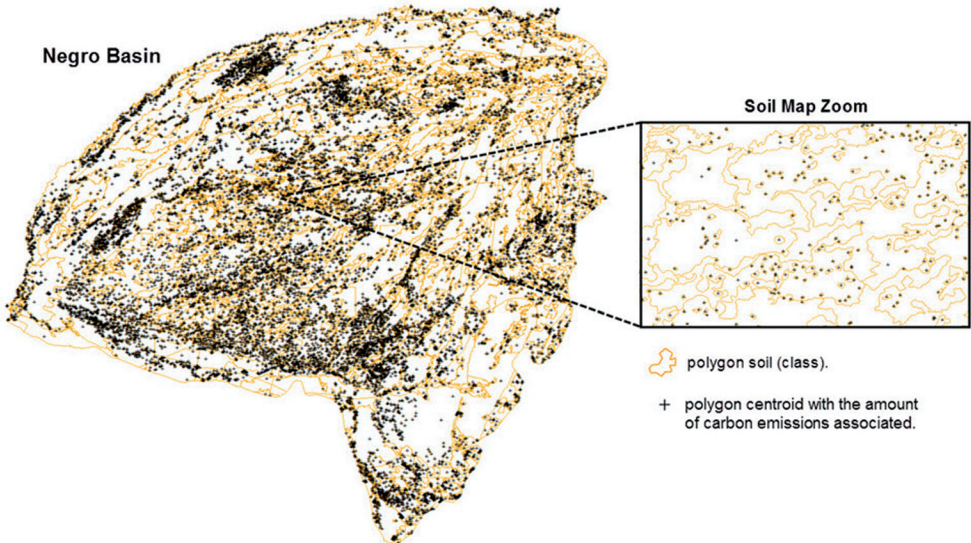 Negro Basin
Soil Map Zoom
polygon soil (class).
polygon centroid with the amount
of carbon emissions associated.